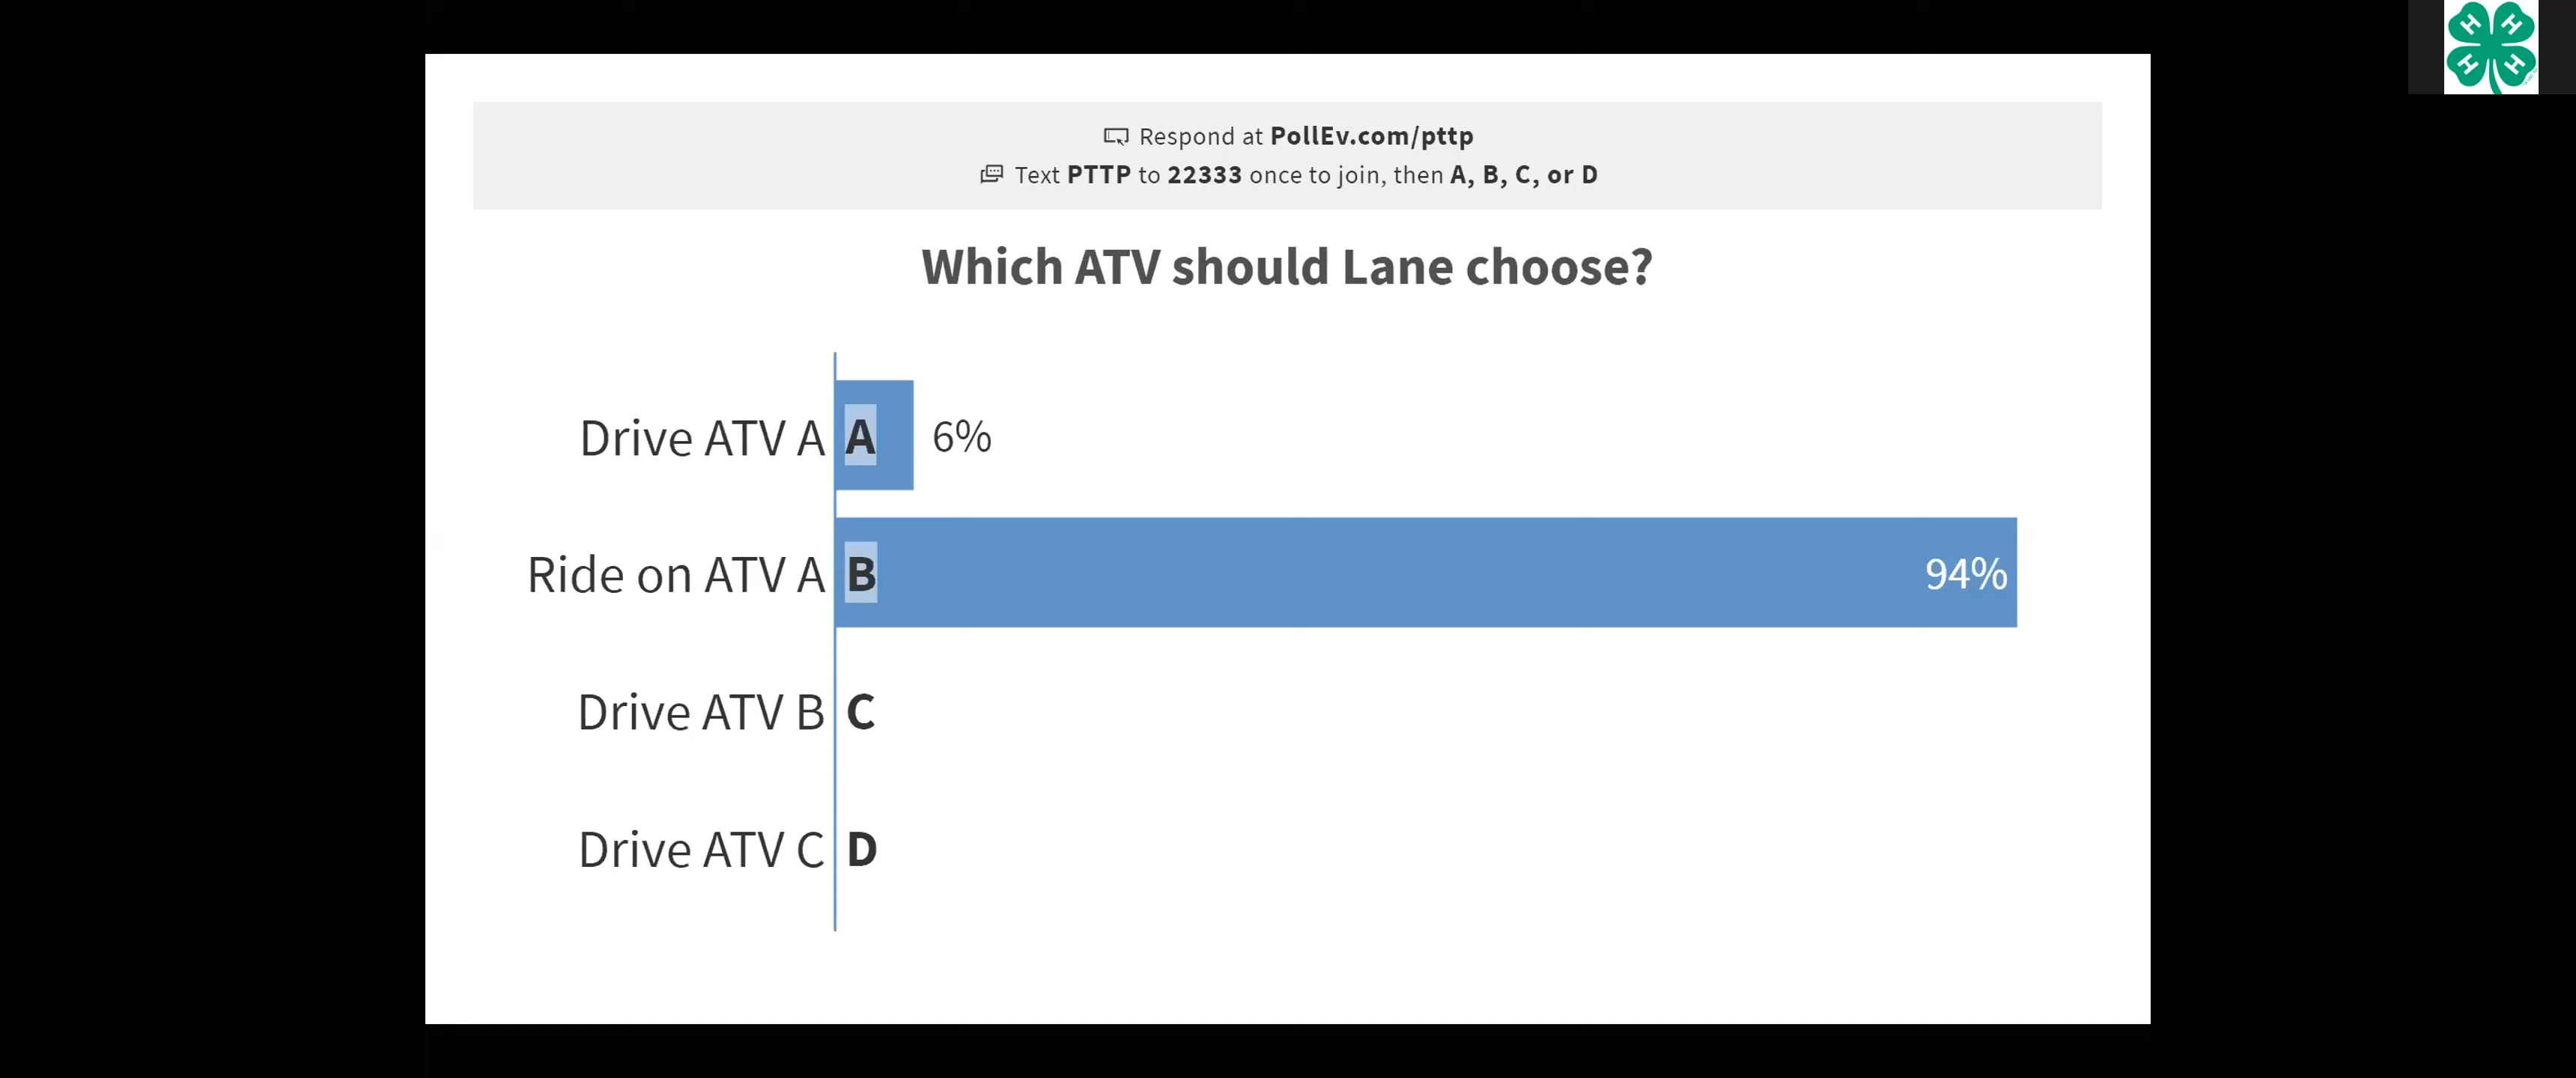 Respond at PollEv.com/pttp
Text PTTP to 22333 once to join, then A, B, C, or D
Which ATV should Lane choose?
Drive ATV A A 6%
Ride on ATV A B 94%
Drive ATV B C
Drive ATV C D
H H
H H